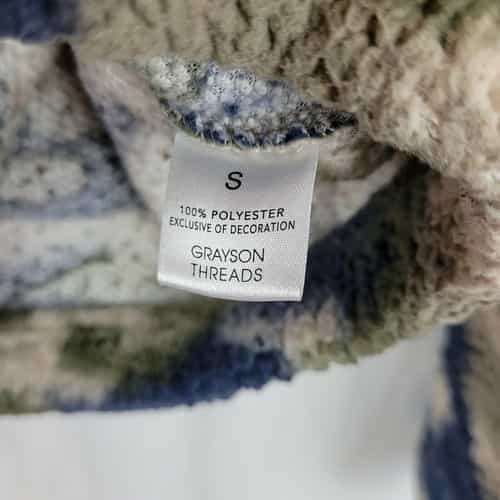 S
100% POLYESTER
EXCLUSIVE OF DECORATION
GRAYSON
THREADS